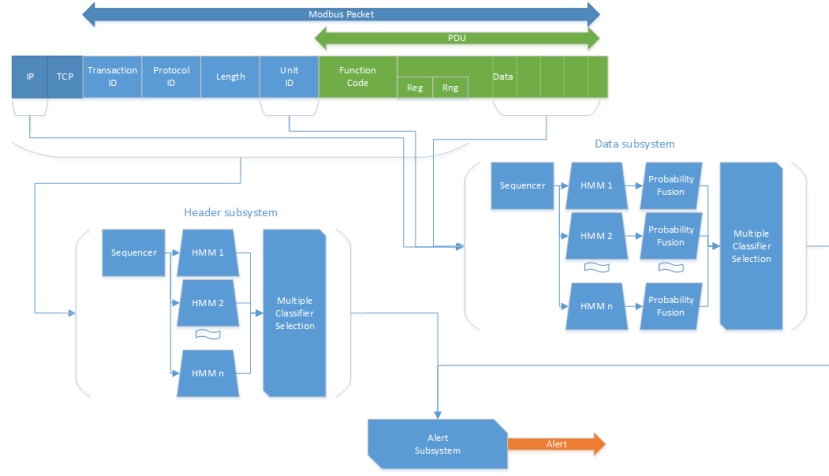 Modbus Packet
PDU
IP
TCP
Transaction
ID
Protocol
ID
Length
Unit
ID
Function
Code
Reg
Rng
Data
Data subsystem
Sequencer
HMM 1
Probability
Fusion
HMM 2
Probability
Fusion
Multiple
Classifier
Selection
HMM n
Probability
Fusion
Header subsystem
Sequencer
HMM 1
HMM 2
Multiple
Classifier
Selection
HMM n
Alert
Subsystem
Alert